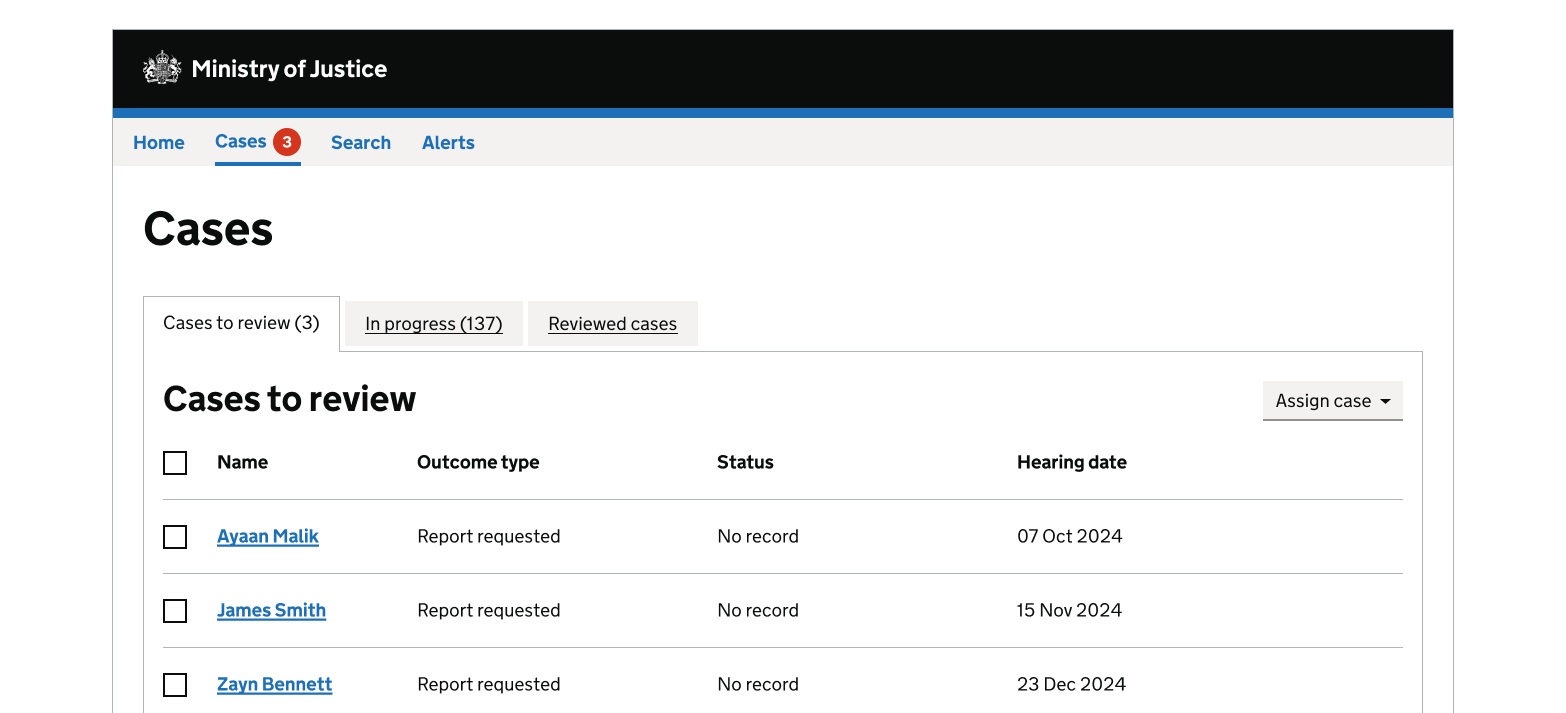 Ministry of Justice
Home Cases 3 Search Alerts
Cases
Cases to review (3) In progress (137) Reviewed cases
Cases to review Assign case
Name Outcome type Status Hearing date
Ayaan Malik Report requested No record 07 Oct 2024
James Smith Report requested No record 15 Nov 2024
Zayn Bennett Report requested No record 23 Dec 2024